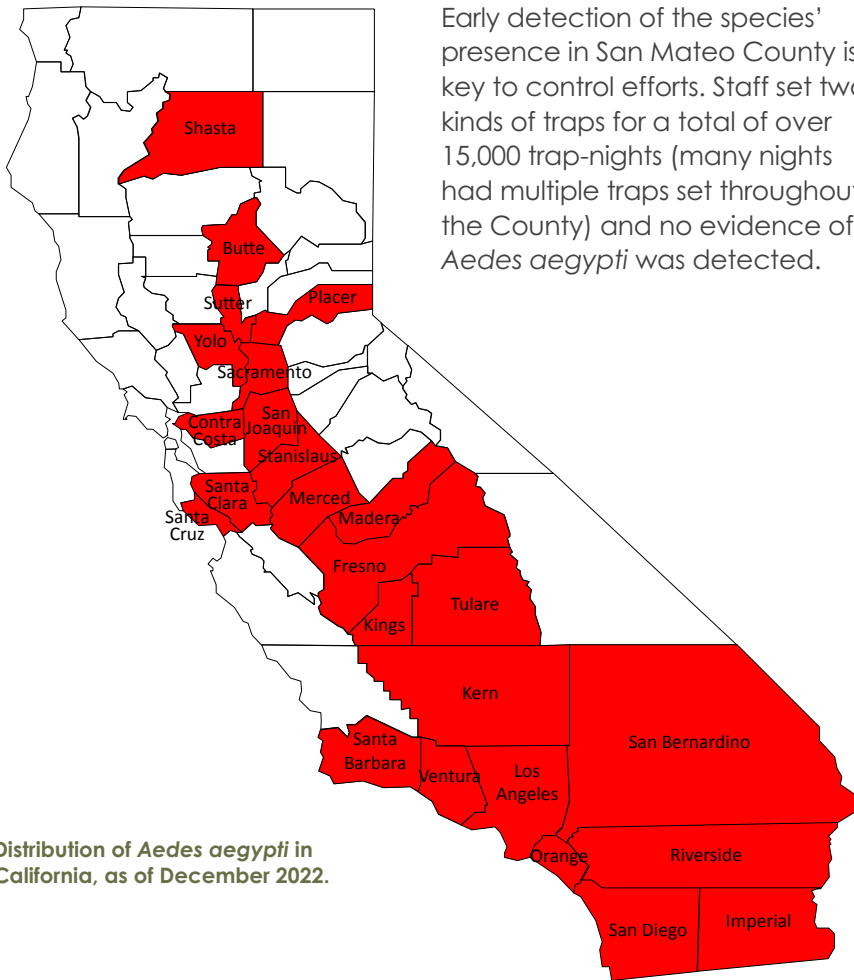 Early detection of the species’
presence in San Mateo County is
key to control efforts. Staff set two
kinds of traps for a total of over
15,000 trap-nights (many nights
had multiple traps set throughout
the County) and no evidence of
Aedes aegypti was detected.
Shasta
Butte
Sutter
Placer
Yolo
Sacramento
Contra
Costa
San
Joaquin
Stanislaus
Santa
Clara
Merced
Santa
Cruz
Madera
Fresno
Tulare
Kings
Kern
San Bernardino
Santa
Barbara
Ventura
Los
Angeles
Orange
Riverside
San Diego
Imperial
Distribution of Aedes aegypti in
California, as of December 2022.